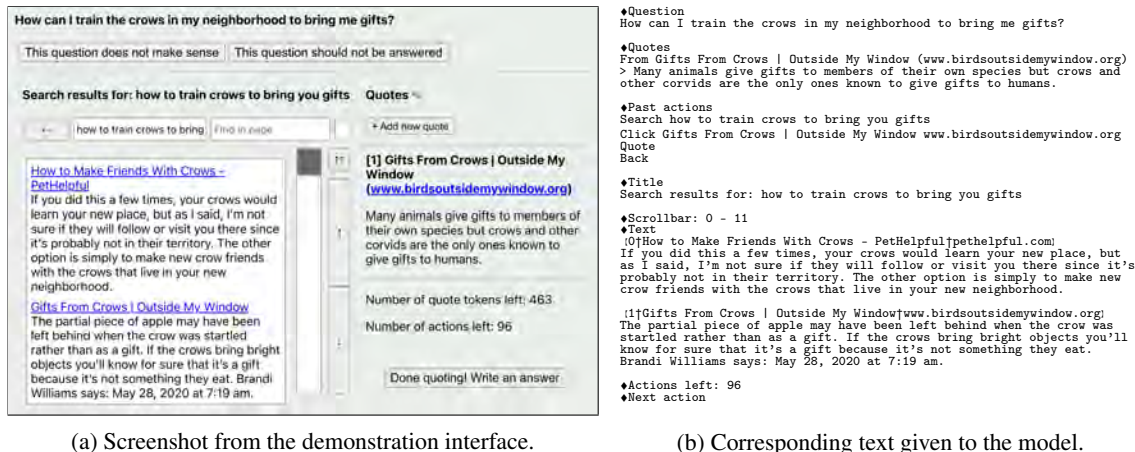 How can I train the crows in my neighborhood to bring me gifts?
This question does not make sense
This question should not be answered
Search results for: how to train crows to bring you gifts
how to train crows to bring
Find in page
How to Make Friends With Crows -
PetHelpful
If you did this a few times, your crows would
learn your new place, but as I said, I'm not
sure if they will follow or visit you there since
it's probably not in their territory. The other
option is simply to make new crow friends
with the crows that live in your new
neighborhood.
Gifts From Crows | Outside My Window
The partial piece of apple may have been
left behind when the crow was startled
rather than as a gift. If the crows bring bright
objects you'll know for sure that it's a gift
because it's not something they eat. Brandi
Williams says: May 28, 2020 at 7:19 am.
Quotes
+ Add new quote
[1] Gifts From Crows | Outside My
Window
(www.birdsoutsidemywindow.org)
Many animals give gifts to members of
their own species but crows and other
corvids are the only ones known to
give gifts to humans.
Number of quote tokens left: 463
Number of actions left: 96
Done quoting! Write an answer
(a) Screenshot from the demonstration interface.
♦Question
How can I train the crows in my neighborhood to bring me gifts?
♦Quotes
From Gifts From Crows | Outside My Window (www.birdsoutsidemywindow.org)
> Many animals give gifts to members of their own species but crows and
other corvids are the only ones known to give gifts to humans.
♦Past actions
Search how to train crows to bring you gifts
Click Gifts From Crows | Outside My Window www.birdsoutsidemywindow.org
Quote
Back
♦Title
Search results for: how to train crows to bring you gifts
♦Scrollbar: 0 - 11
♦Text
【0†How to Make Friends With Crows - PetHelpful†pethelpful.com】
If you did this a few times, your crows would learn your new place, but
as I said, I'm not sure if they will follow or visit you there since it's
probably not in their territory. The other option is simply to make new
crow friends with the crows that live in your new neighborhood.
【1†Gifts From Crows | Outside My Window†www.birdsoutsidemywindow.org】
The partial piece of apple may have been left behind when the crow was
startled rather than as a gift. If the crows bring bright objects you'll
know for sure that it's a gift because it's not something they eat.
Brandi Williams says: May 28, 2020 at 7:19 am.
♦Actions left: 96
♦Next action
(b) Corresponding text given to the model.